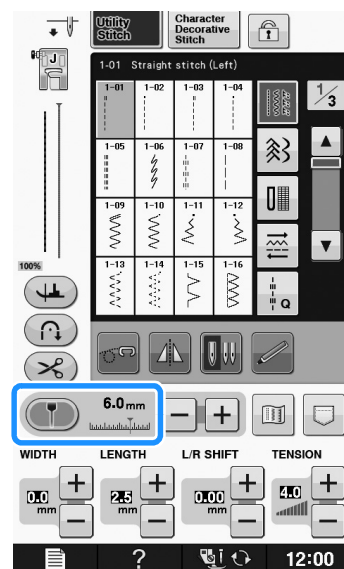 Utility Stitch
Character Decorative Stitch
J
1-01 Straight stitch (Left)
1/3
1-01 1-02 1-03 1-04
1-05 1-06 1-07 1-08
1-09 1-10 1-11 1-12
1-13 1-14 1-15 1-16
100%
Q
6.0 mm
WIDTH LENGTH L/R SHIFT TENSION
0.0 mm 2.5 mm 0.00 mm 4.0
? 12:00